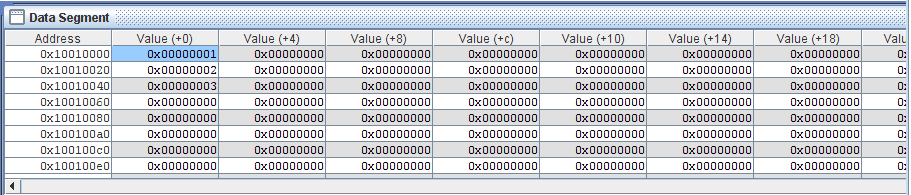 Data Segment
Address Value (+0) Value (+4) Value (+8) Value (+c) Value (+10) Value (+14) Value (+18)
0x10010000 0x00000001 0x00000000 0x00000000 0x00000000 0x00000000 0x00000000 0x00000000
0x10010020 0x00000002 0x00000000 0x00000000 0x00000000 0x00000000 0x00000000 0x00000000
0x10010040 0x00000003 0x00000000 0x00000000 0x00000000 0x00000000 0x00000000 0x00000000
0x10010060 0x00000000 0x00000000 0x00000000 0x00000000 0x00000000 0x00000000 0x00000000
0x10010080 0x00000000 0x00000000 0x00000000 0x00000000 0x00000000 0x00000000 0x00000000
0x100100a0 0x00000000 0x00000000 0x00000000 0x00000000 0x00000000 0x00000000 0x00000000
0x100100c0 0x00000000 0x00000000 0x00000000 0x00000000 0x00000000 0x00000000 0x00000000
0x100100e0 0x00000000 0x00000000 0x00000000 0x00000000 0x00000000 0x00000000 0x00000000